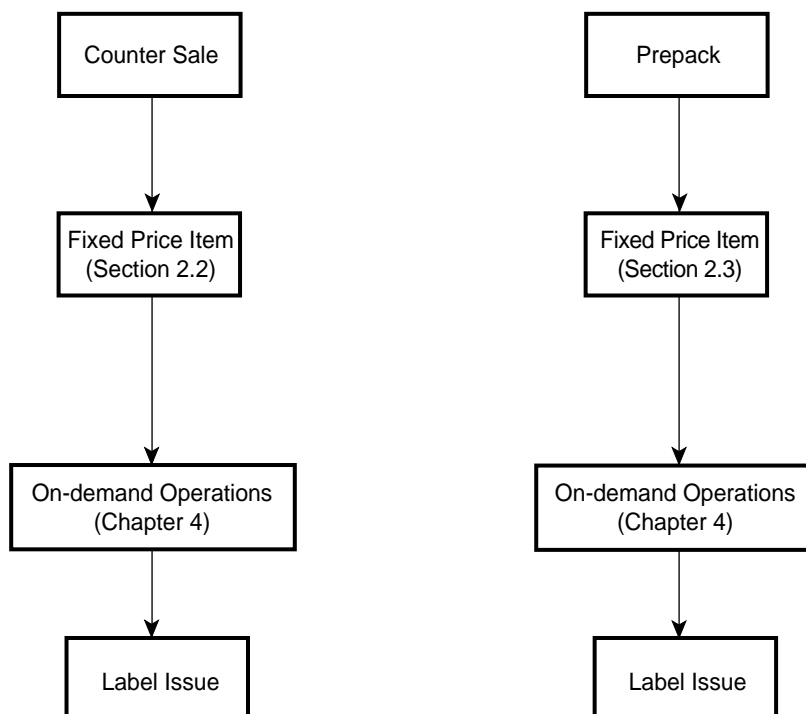 Counter Sale
Prepack
Fixed Price Item
(Section 2.2)
Fixed Price Item
(Section 2.3)
On-demand Operations
(Chapter 4)
On-demand Operations
(Chapter 4)
Label Issue
Label Issue